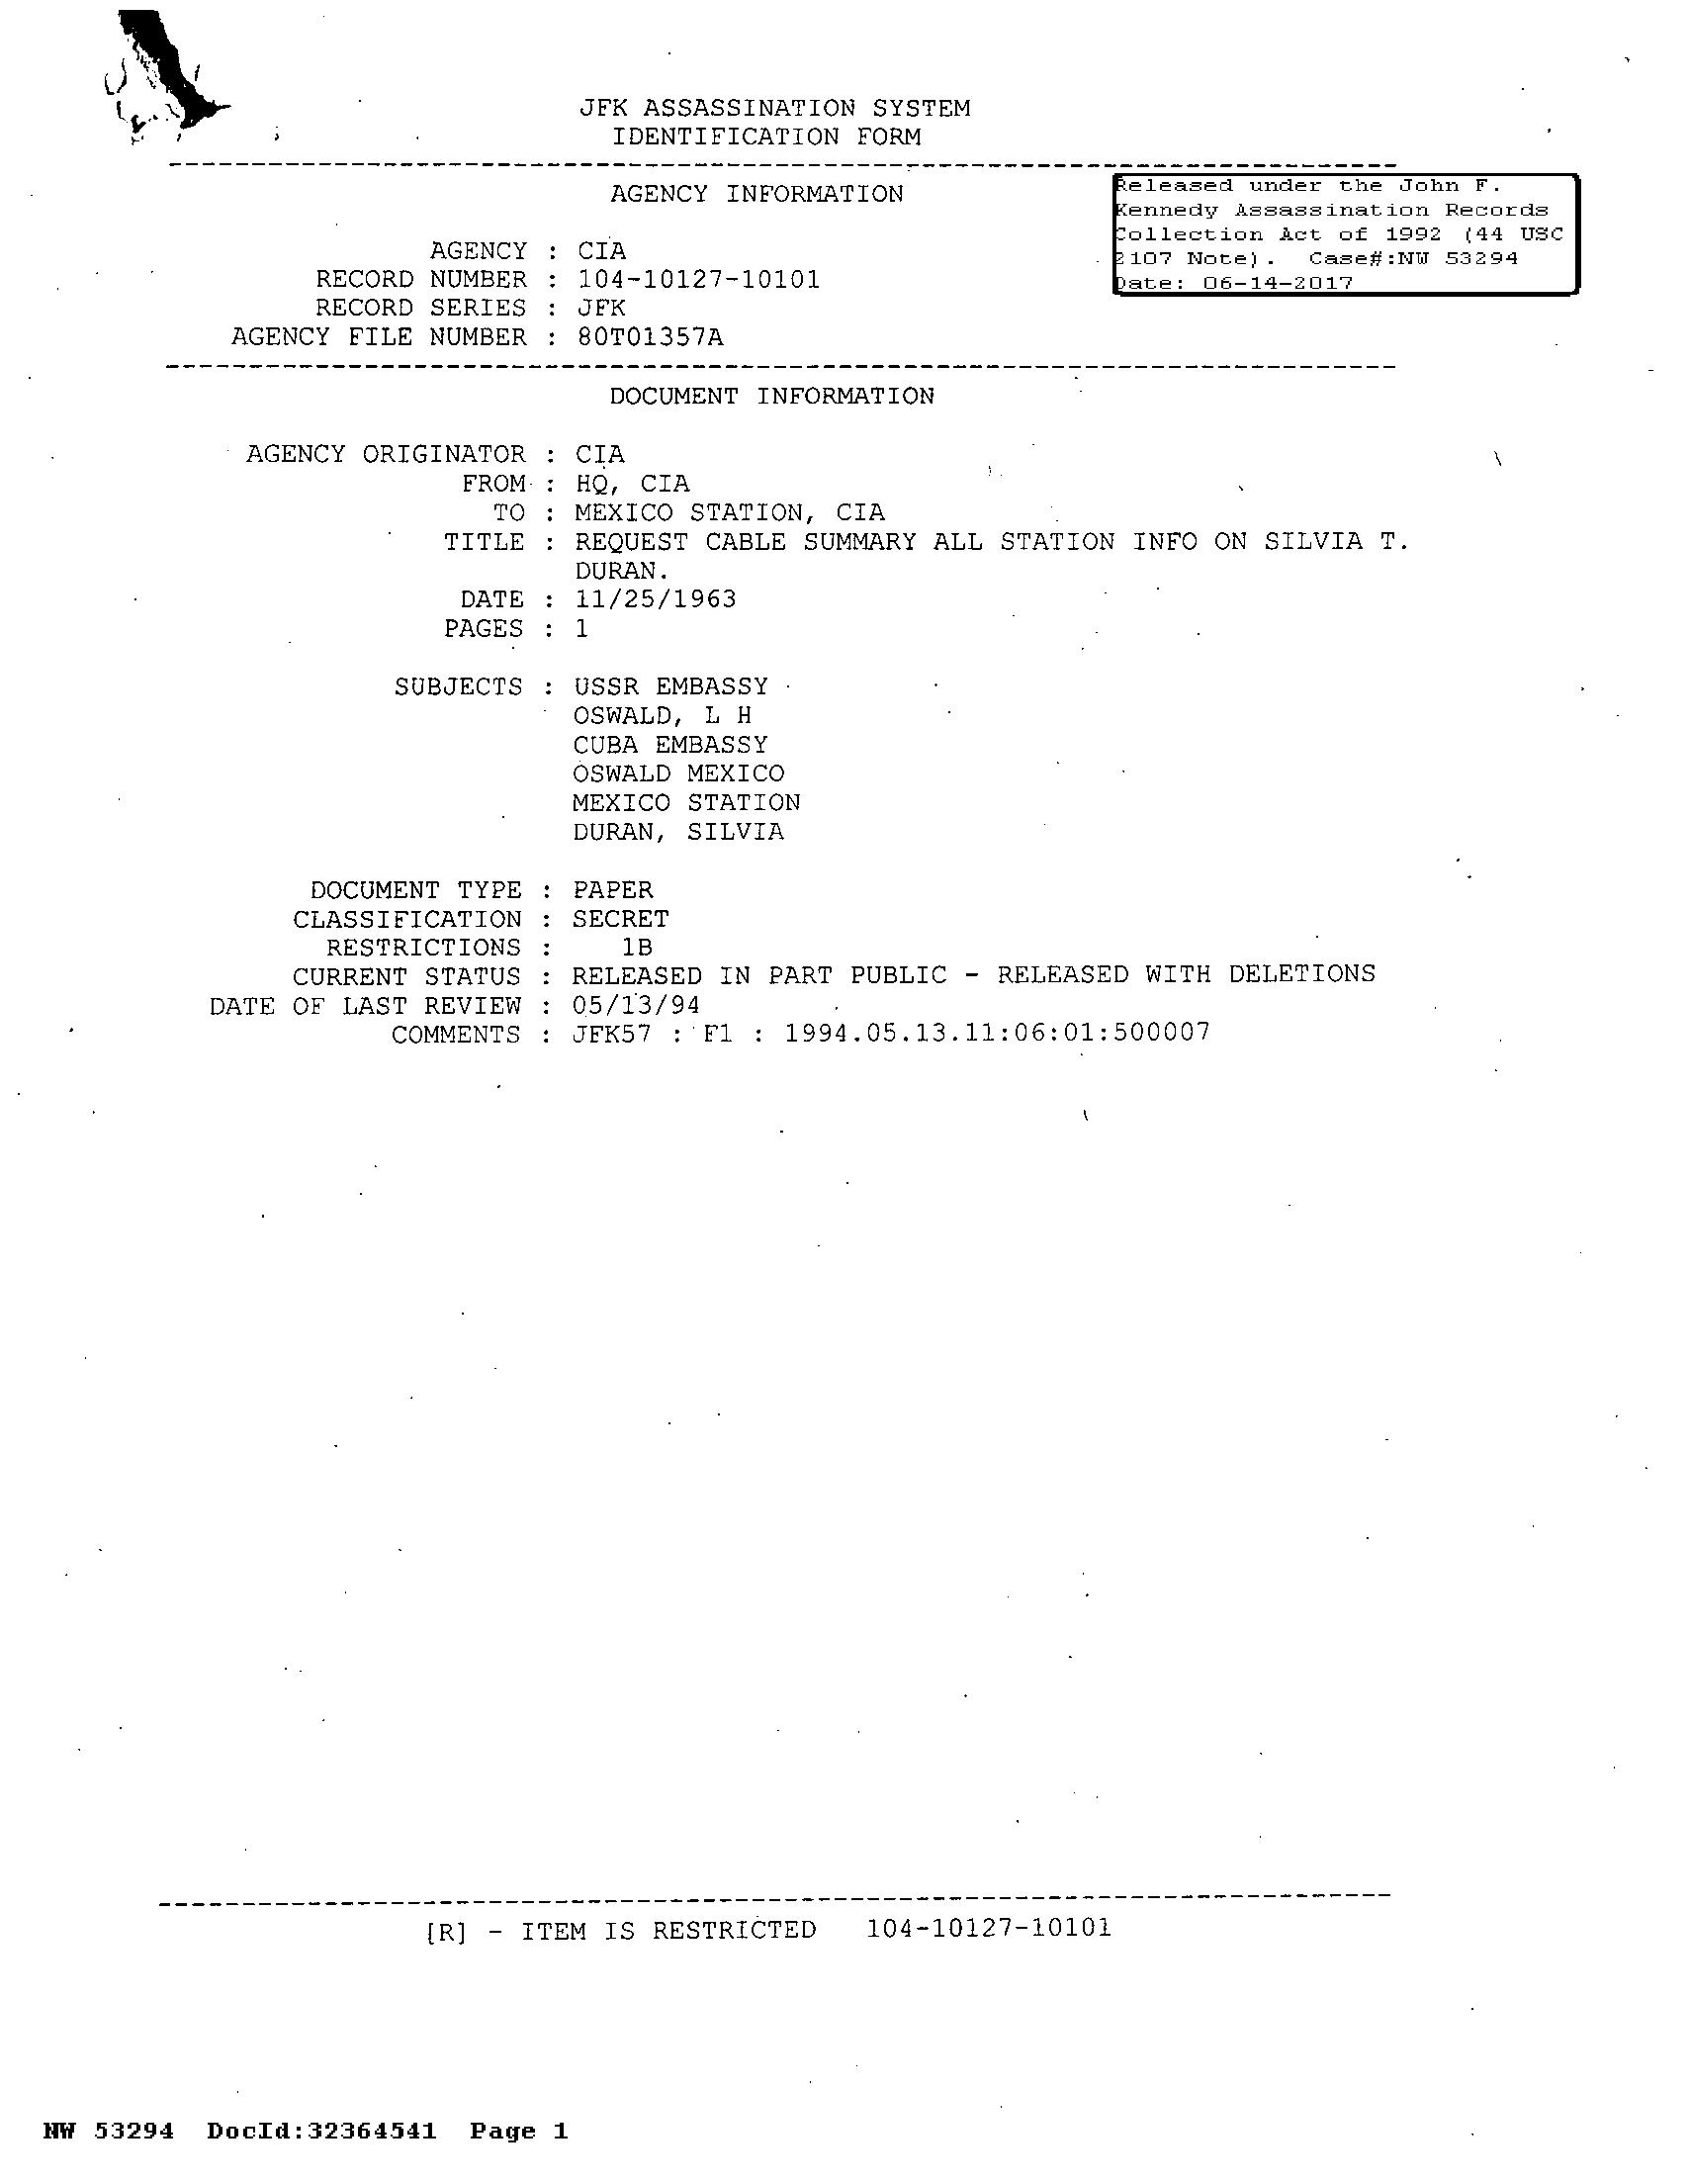 JFK ASSASSINATION SYSTEM
IDENTIFICATION FORM
--------------------------------------------------------------------------
AGENCY INFORMATION
Released under the John F.
Kennedy Assassination Records
Collection Act of 1992 (44 USC
2107 Note). Case#:NW 53294
Date: 06-14-2017
AGENCY : CIA
RECORD NUMBER : 104-10127-10101
RECORD SERIES : JFK
AGENCY FILE NUMBER : 80T01357A
--------------------------------------------------------------------------
DOCUMENT INFORMATION
AGENCY ORIGINATOR : CIA
FROM : HQ, CIA
TO : MEXICO STATION, CIA
TITLE : REQUEST CABLE SUMMARY ALL STATION INFO ON SILVIA T.
DURAN.
DATE : 11/25/1963
PAGES : 1
SUBJECTS : USSR EMBASSY
OSWALD, L H
CUBA EMBASSY
OSWALD MEXICO
MEXICO STATION
DURAN, SILVIA
DOCUMENT TYPE : PAPER
CLASSIFICATION : SECRET
RESTRICTIONS : 1B
CURRENT STATUS : RELEASED IN PART PUBLIC - RELEASED WITH DELETIONS
DATE OF LAST REVIEW : 05/13/94
COMMENTS : JFK57 : F1 : 1994.05.13.11:06:01:500007
--------------------------------------------------------------------------
[R] - ITEM IS RESTRICTED 104-10127-10101
NW 53294 DocId:32364541 Page 1